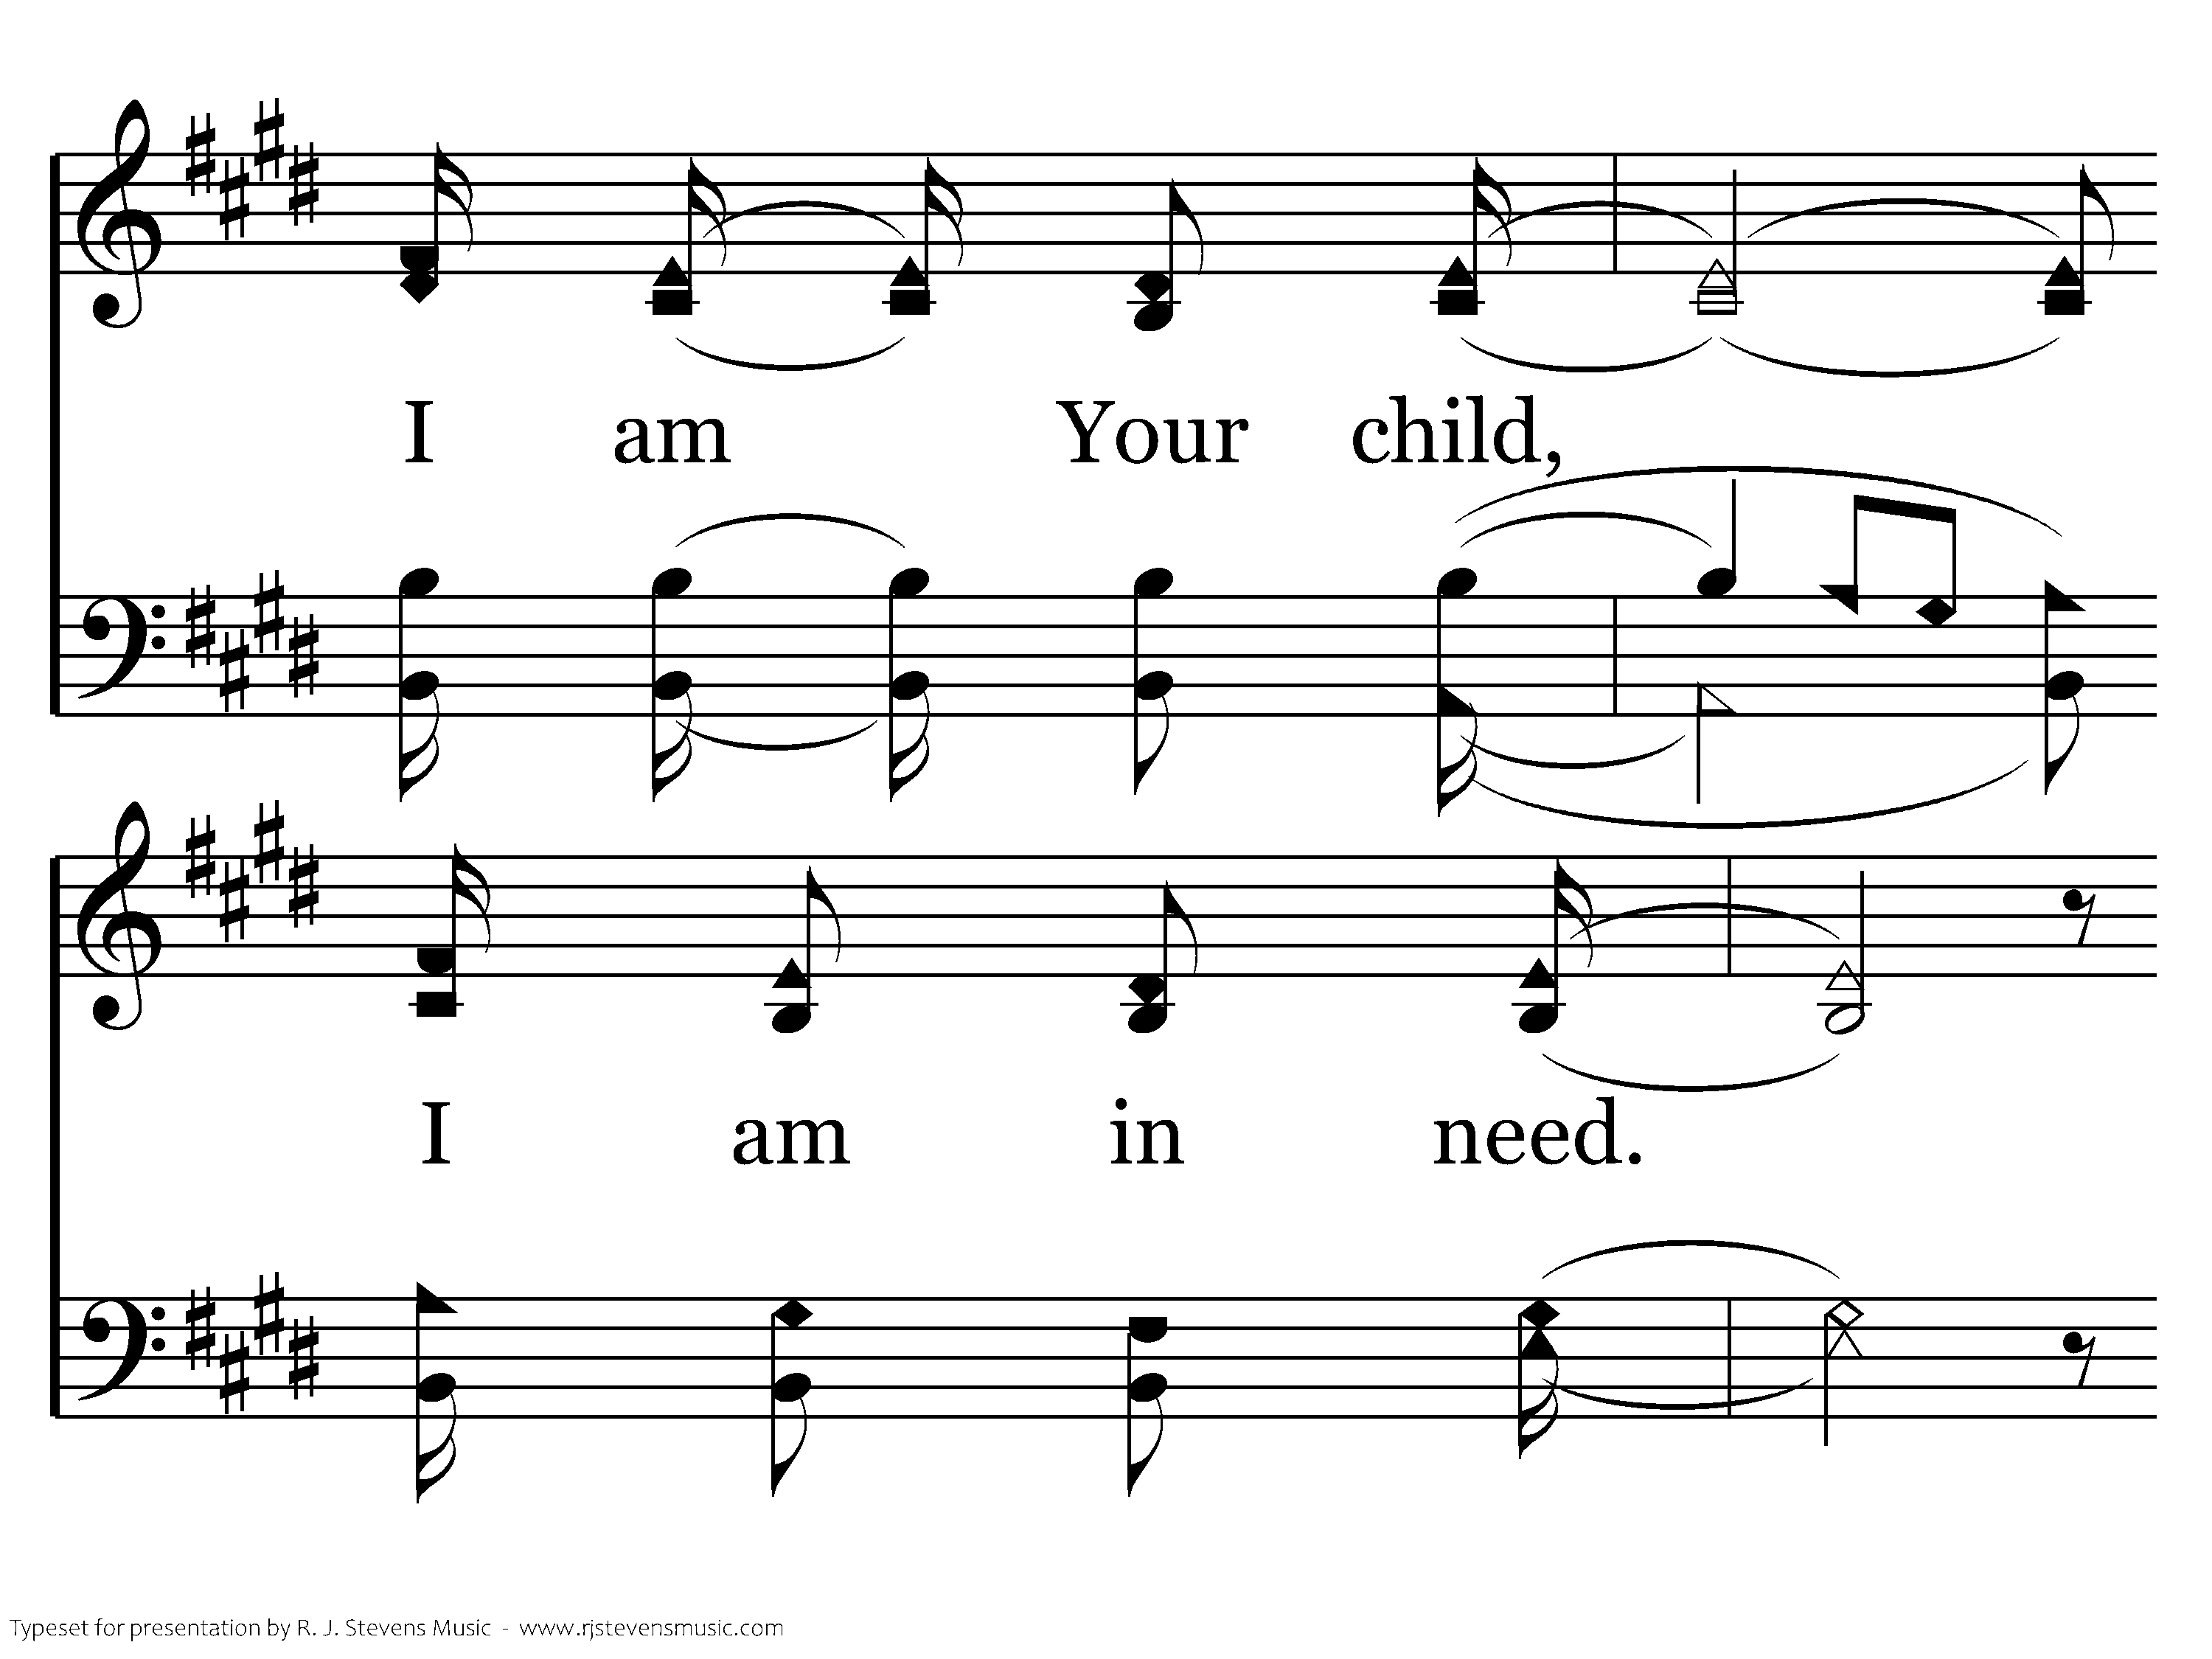 I am Your child,
I am in need.
Typeset for presentation by R. J. Stevens Music - www.rjstevensmusic.com